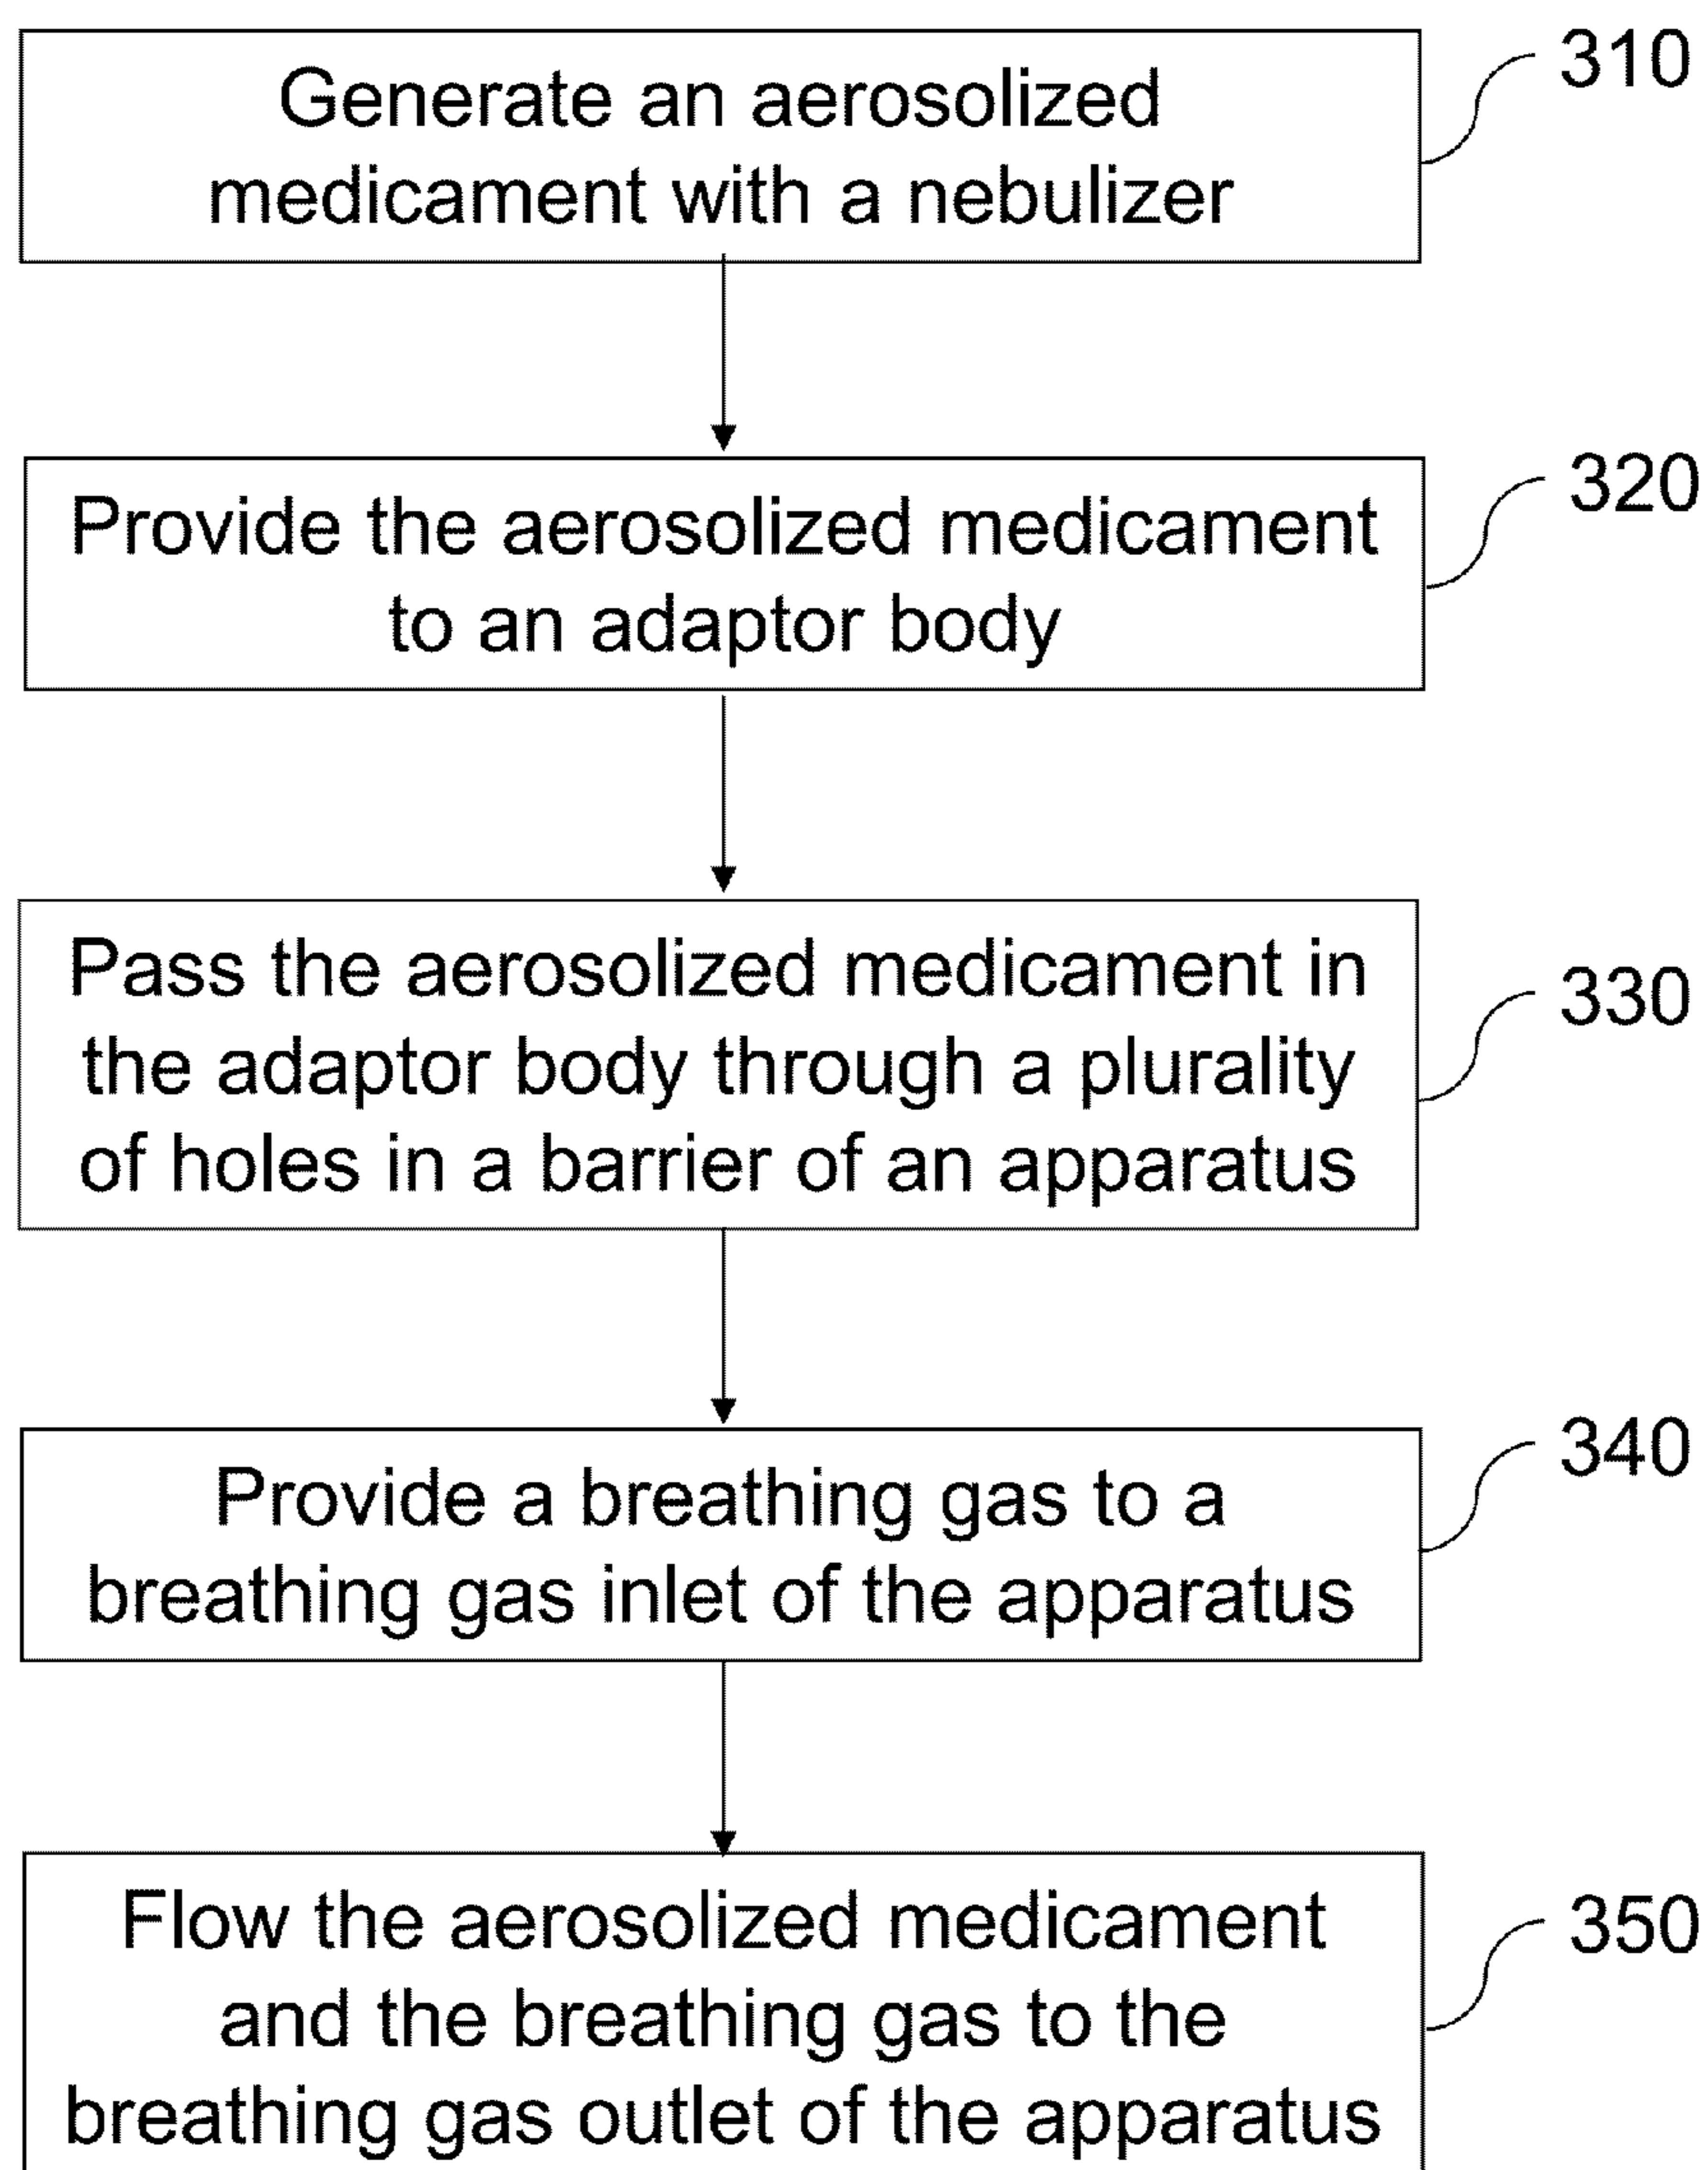 Generate an aerosolized
medicament with a nebulizer
310
Provide the aerosolized medicament
to an adaptor body
320
Pass the aerosolized medicament in
the adaptor body through a plurality
of holes in a barrier of an apparatus
330
Provide a breathing gas to a
breathing gas inlet of the apparatus
340
Flow the aerosolized medicament
and the breathing gas to the
breathing gas outlet of the apparatus
350